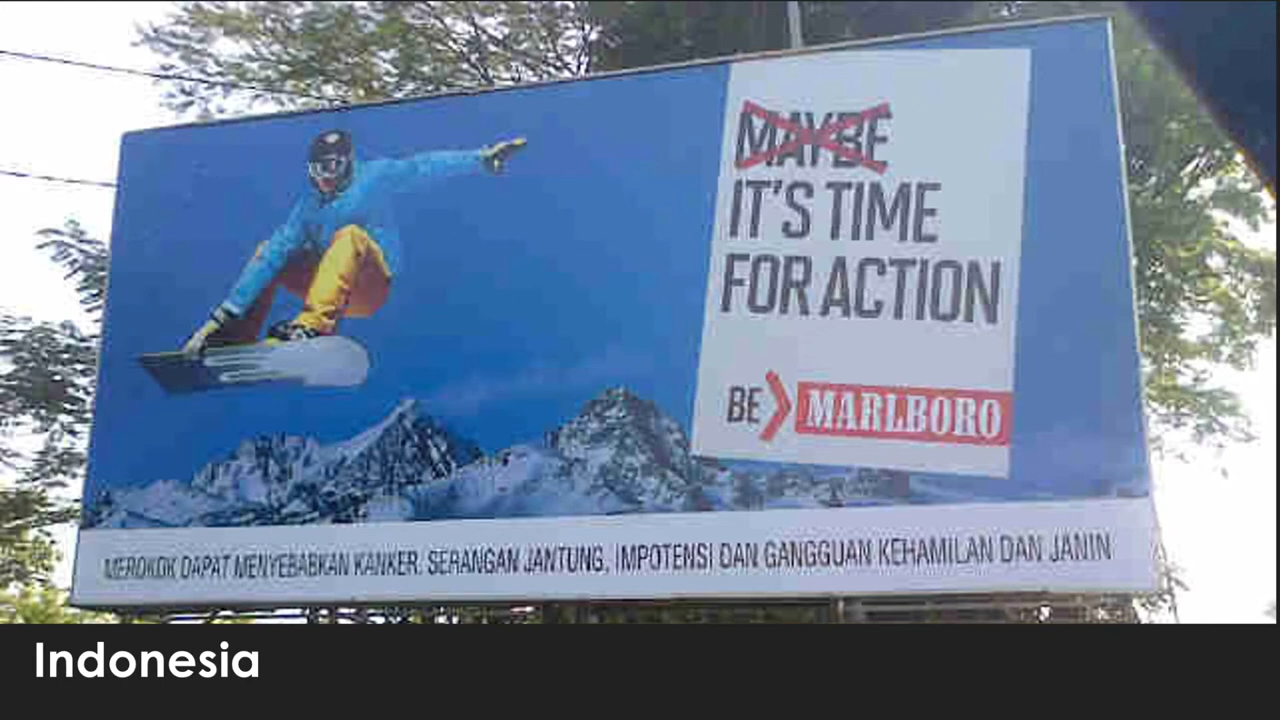 MAYBE
IT'S TIME
FOR ACTION
BE
MARLBORO
MEROKOK DAPAT MENYEBABKAN KANKER, SERANGAN JANTUNG, IMPOTENSI DAN GANGGUAN KEHAMILAN DAN JANIN
Indonesia